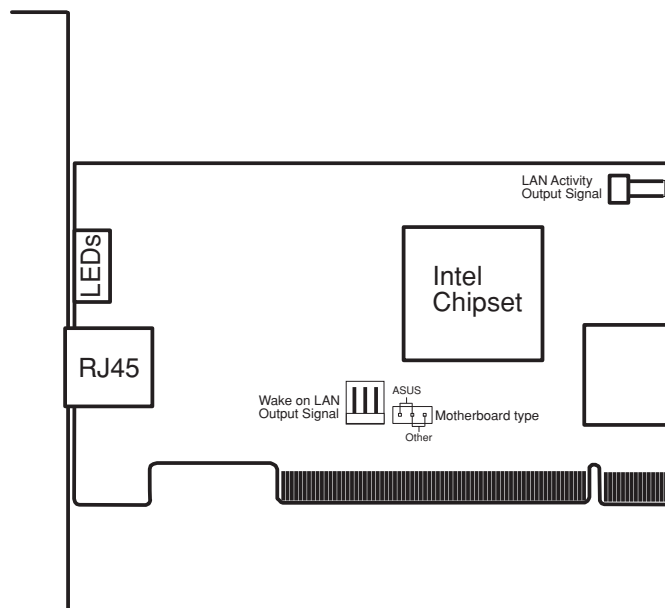 LAN Activity
Output Signal
LEDs
Intel
Chipset
RJ45
Wake on LAN
Output Signal
ASUS
Motherboard type
Other